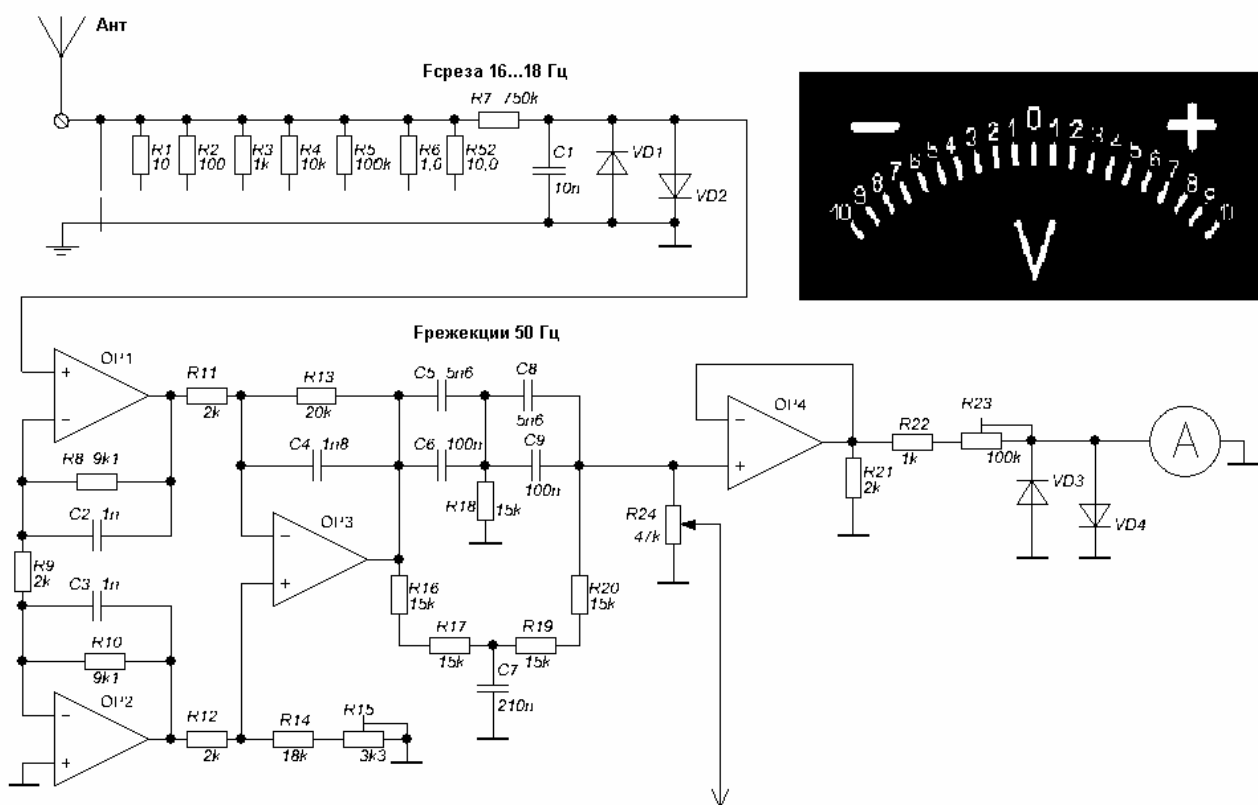 Ант
Fсреза 16...18 Гц
R7 750k
R1 10
R2 100
R3 1k
R4 10k
R5 100k
R6 1,0
R52 10,0
C1 10n
VD1
VD2
− +
10 9 8 7 6 5 4 3 2 1 0 1 2 3 4 5 6 7 8 9 10
V
Fрежекции 50 Гц
OP1
R11 2k
R13 20k
C5 5n6
C8 5n6
R8 9k1
C4 1n8
C6 100n
C9 100n
C2 1n
R18 15k
OP3
R9 2k
C3 1n
R16 15k
R20 15k
R10 9k1
R17 15k
R19 15k
C7 210n
OP2
R12 2k
R14 18k
R15 3k3
R24 47k
OP4
R21 2k
R22 1k
R23 100k
VD3
VD4
A